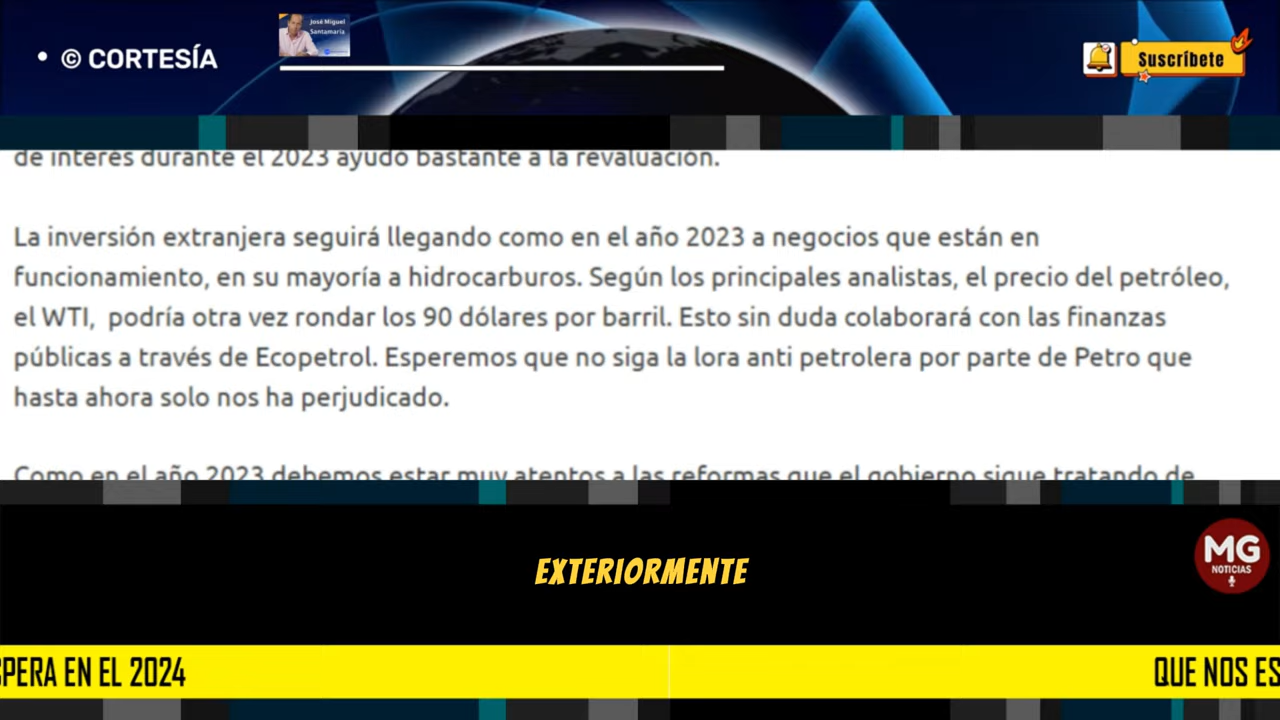 • © CORTESÍA
José Miguel
Santamaría
Suscríbete
de interés durante el 2023 ayudó bastante a la revaluación.
La inversión extranjera seguirá llegando como en el año 2023 a negocios que están en
funcionamiento, en su mayoría a hidrocarburos. Según los principales analistas, el precio del petróleo,
el WTI, podría otra vez rondar los 90 dólares por barril. Esto sin duda colaborará con las finanzas
públicas a través de Ecopetrol. Esperemos que no siga la lora anti petrolera por parte de Petro que
hasta ahora solo nos ha perjudicado.
Como en el año 2023 debemos estar muy atentos a las reformas que el gobierno sigue tratando de
EXTERIORMENTE
MG
NOTICIAS
SPERA EN EL 2024
QUE NOS ES